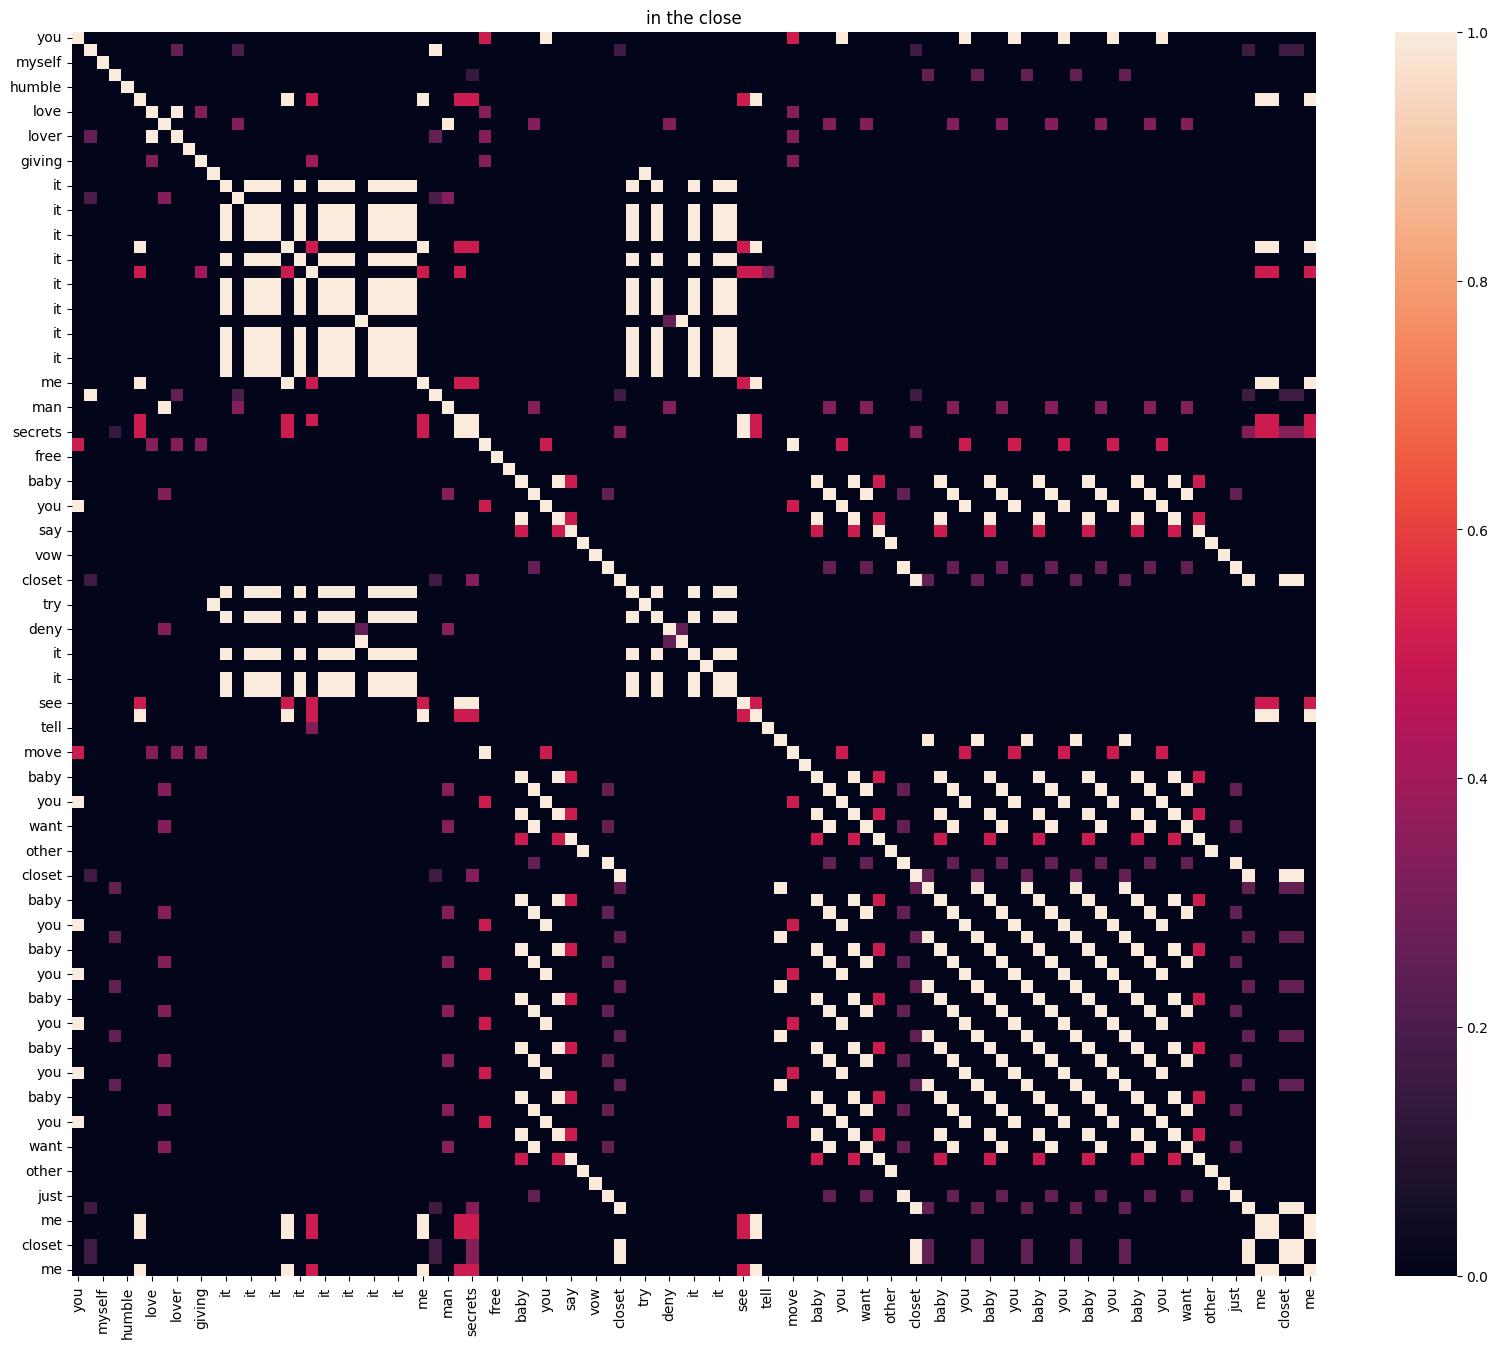 in the close
you
myself
humble
love
lover
giving
it
it
it
it
it
it
it
it
me
man
secrets
free
baby
you
say
vow
closet
try
deny
it
it
see
tell
move
baby
you
want
other
closet
baby
you
baby
you
baby
you
baby
you
baby
you
want
other
just
me
closet
me
1.0
0.8
0.6
0.4
0.2
0.0
you
myself
humble
love
lover
giving
it
it
it
it
it
it
it
it
me
man
secrets
free
baby
you
say
vow
closet
try
deny
it
it
see
tell
move
baby
you
want
other
closet
baby
you
baby
you
baby
you
baby
you
baby
you
want
other
just
me
closet
me